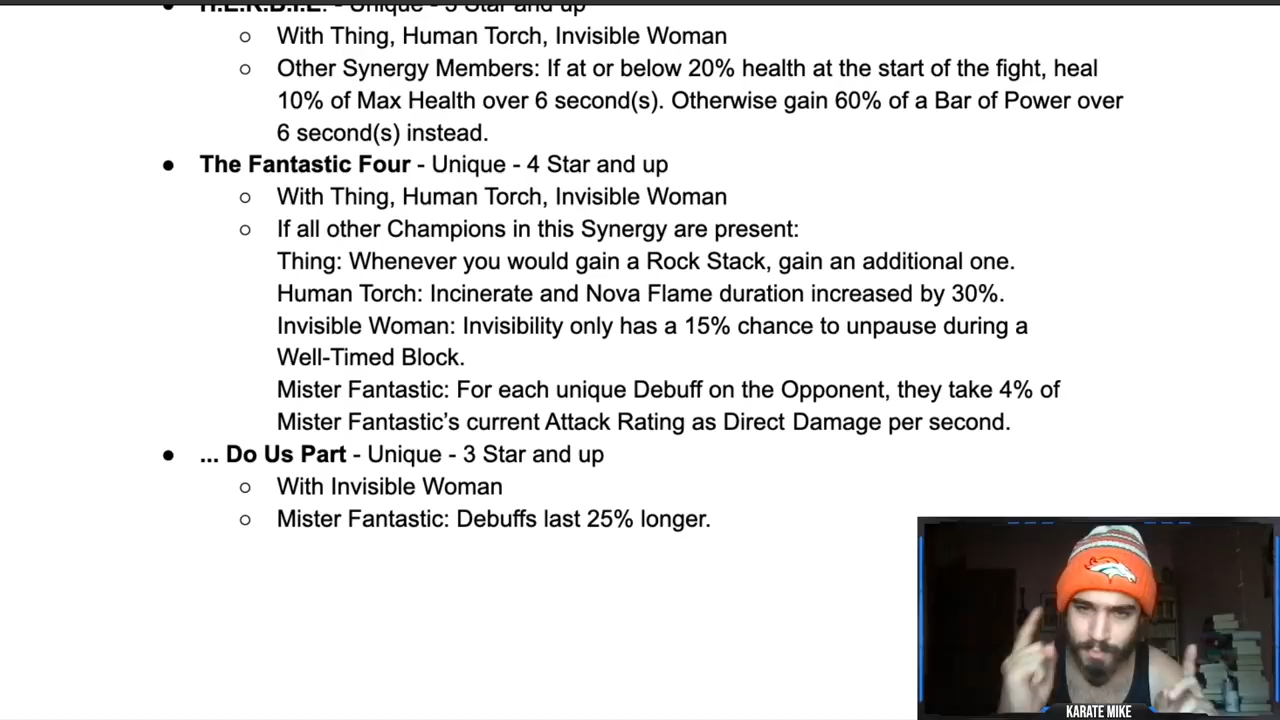 H.E.R.B.I.E. - Unique - 3 Star and up
With Thing, Human Torch, Invisible Woman
Other Synergy Members: If at or below 20% health at the start of the fight, heal
10% of Max Health over 6 second(s). Otherwise gain 60% of a Bar of Power over
6 second(s) instead.
The Fantastic Four - Unique - 4 Star and up
With Thing, Human Torch, Invisible Woman
If all other Champions in this Synergy are present:
Thing: Whenever you would gain a Rock Stack, gain an additional one.
Human Torch: Incinerate and Nova Flame duration increased by 30%.
Invisible Woman: Invisibility only has a 15% chance to unpause during a
Well-Timed Block.
Mister Fantastic: For each unique Debuff on the Opponent, they take 4% of
Mister Fantastic’s current Attack Rating as Direct Damage per second.
... Do Us Part - Unique - 3 Star and up
With Invisible Woman
Mister Fantastic: Debuffs last 25% longer.
KARATE MIKE